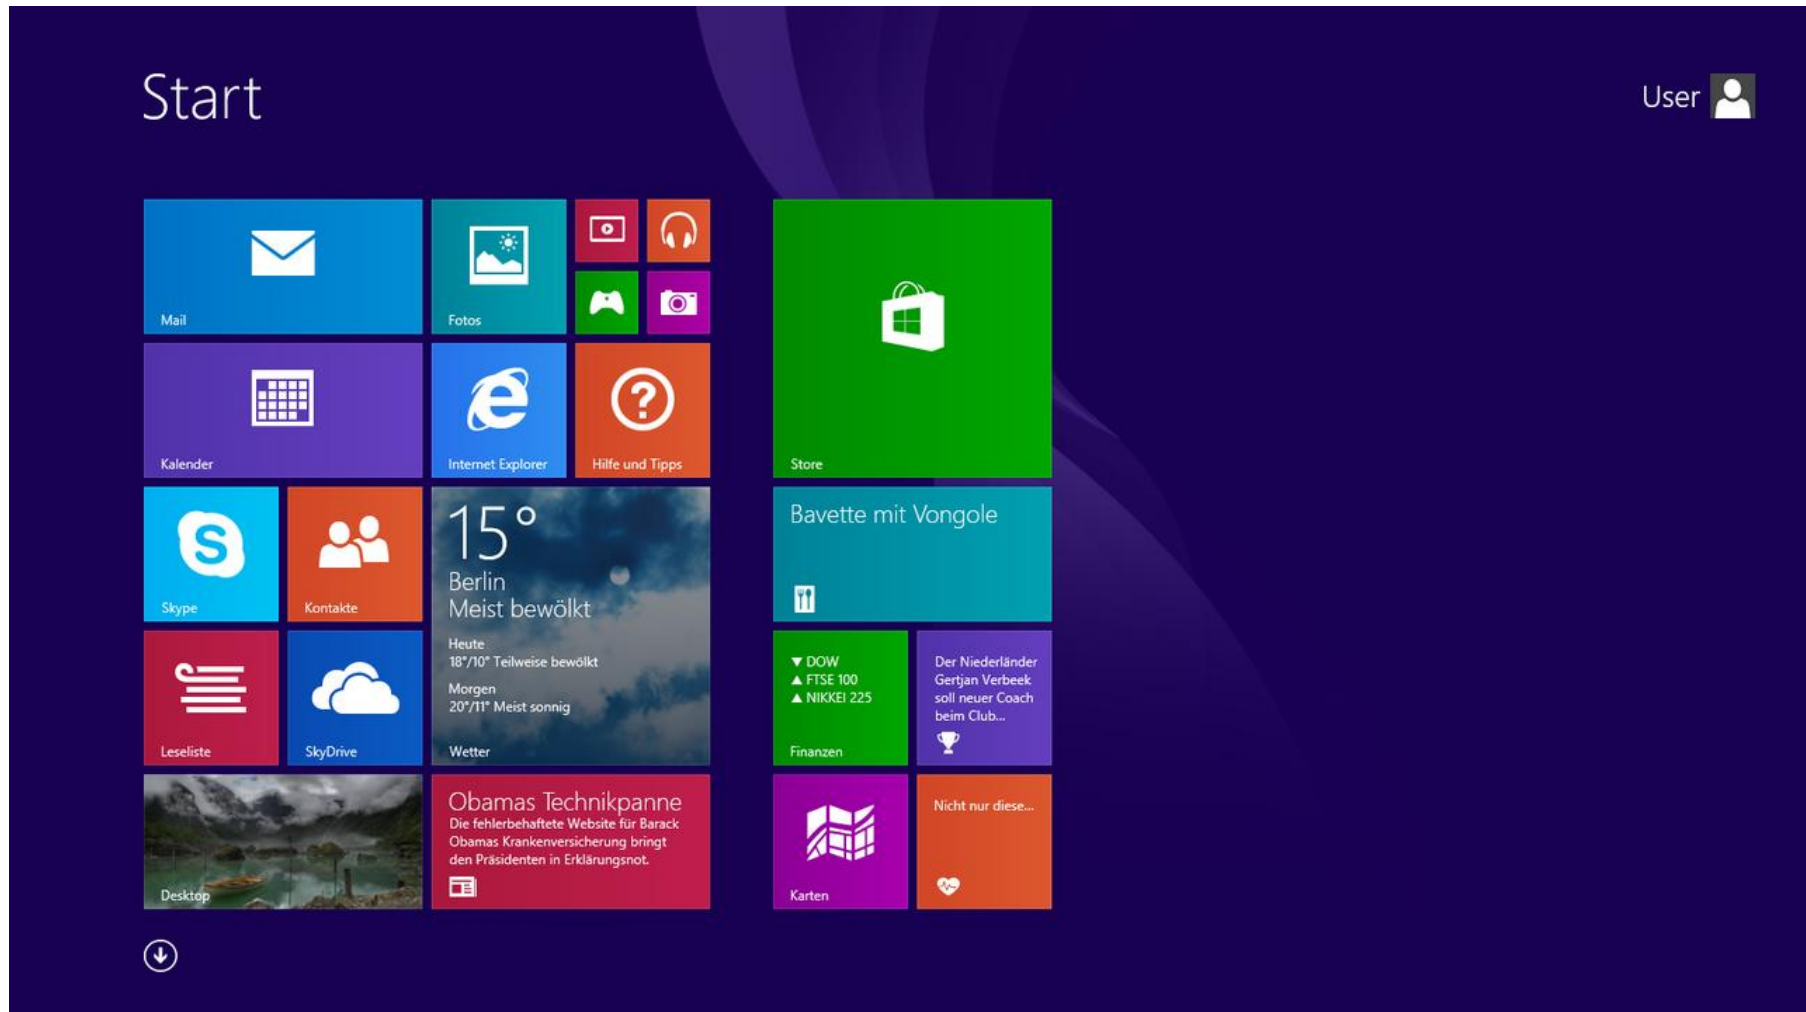 Start
User
Mail
Fotos
Kalender
Internet Explorer
Hilfe und Tipps
Store
Skype
Kontakte
15°
Berlin
Meist bewölkt
Heute
18°/10° Teilweise bewölkt
Morgen
20°/11° Meist sonnig
Wetter
Bavette mit Vongole
Leseliste
SkyDrive
▼ DOW
▲ FTSE 100
▲ NIKKEI 225
Finanzen
Der Niederländer
Gertjan Verbeek
soll neuer Coach
beim Club...
Desktop
Obamas Technikpanne
Die fehlerbehaftete Website für Barack
Obamas Krankenversicherung bringt
den Präsidenten in Erklärungsnot.
Karten
Nicht nur diese...